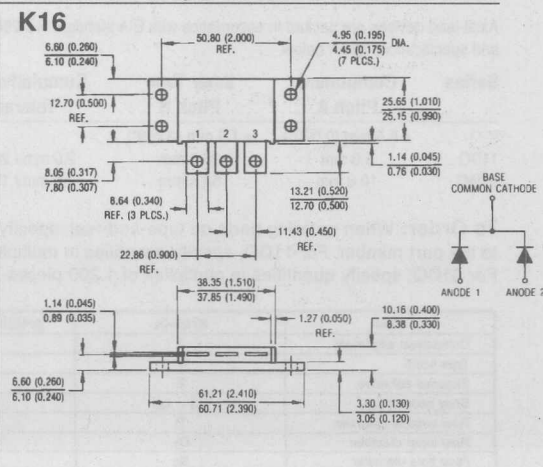 K16
50.80 (2.000)
REF.
4.95 (0.195)
4.45 (0.175)
DIA.
(7 PLCS.)
6.60 (0.260)
6.10 (0.240)
12.70 (0.500)
REF.
25.65 (1.010)
25.15 (0.990)
3
8.05 (0.317)
7.80 (0.307)
1.14 (0.045)
0.76 (0.030)
8.64 (0.340)
REF. (3 PLCS.)
13.21 (0.520)
12.70 (0.500)
BASE
COMMON CATHODE
11.43 (0.450)
REF.
22.86 (0.900)
REF.
38.35 (1.510)
37.85 (1.490)
ANODE 1
ANODE 2
1.14 (0.045)
0.89 (0.035)
1.27 (0.050)
REF.
10.16 (0.400)
8.38 (0.330)
6.60 (0.260)
6.10 (0.240)
61.21 (2.410)
60.71 (2.390)
3.30 (0.130)
3.05 (0.120)